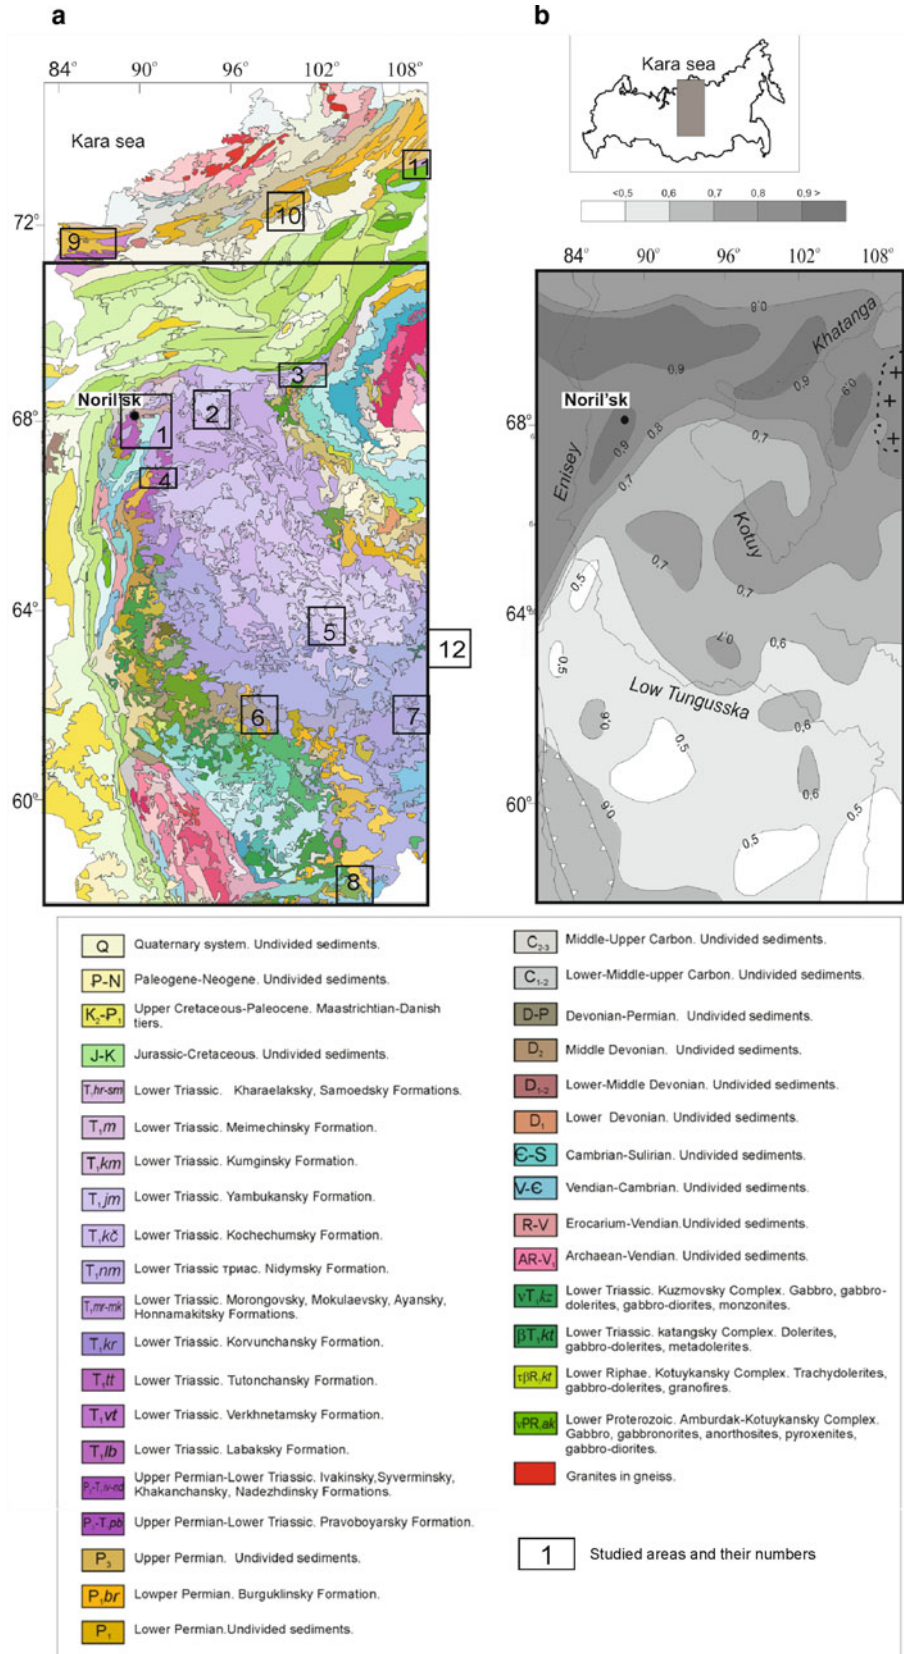 a
84° 90° 96° 102° 108°
Kara sea
72°
68°
64°
60°
Noril'sk
1
2
3
4
5
6
7
8
9
10
11
12
b
Kara sea
<0,5 0,6 0,7 0,8 0,9 >
84° 90° 96° 102° 108°
68°
64°
60°
0,8
Khatanga
0,9
0,9
0,9
Noril'sk
0,9
0,8
0,7
0,7
Enisey
Kotuy
0,7
0,7
0,5
0,7
0,6
0,5
Low Tungusska
0,6
0,5
0,6
0,6
0,6
0,5
0,5
Q Quaternary system. Undivided sediments.
P-N Paleogene-Neogene. Undivided sediments.
K₂-P₁ Upper Cretaceous-Paleocene. Maastrichtian-Danish
tiers.
J-K Jurassic-Cretaceous. Undivided sediments.
T₁hr-sm Lower Triassic. Kharaelaksky, Samoedsky Formations.
T₁m Lower Triassic. Meimechinsky Formation.
T₁km Lower Triassic. Kumginsky Formation.
T₁jm Lower Triassic. Yambukansky Formation.
T₁kč Lower Triassic. Kochechumsky Formation.
T₁nm Lower Triassic триас. Nidymsky Formation.
T₁mr-mk Lower Triassic. Morongovsky, Mokulaevsky, Ayansky,
Honnamakitsky Formations.
T₁kr Lower Triassic. Korvunchansky Formation.
T₁tt Lower Triassic. Tutonchansky Formation.
T₁vt Lower Triassic. Verkhnetamsky Formation.
T₁lb Lower Triassic. Labaksky Formation.
Upper Permian-Lower Triassic. Ivakinsky,Syverminsky,
Khakanchansky, Nadezhdinsky Formations.
Upper Permian-Lower Triassic. Pravoboyarsky Formation.
P₃ Upper Permian. Undivided sediments.
P₁br Lowper Permian. Burguklinsky Formation.
P₁ Lower Permian.Undivided sediments.
C₂₋₃ Middle-Upper Carbon. Undivided sediments.
C₁₋₂ Lower-Middle-upper Carbon. Undivided sediments.
D-P Devonian-Permian. Undivided sediments.
D₂ Middle Devonian. Undivided sediments.
D₁₋₂ Lower-Middle Devonian. Undivided sediments.
D₁ Lower Devonian. Undivided sediments.
Є-S Cambrian-Sulirian. Undivided sediments.
V-Є Vendian-Cambrian. Undivided sediments.
R-V Erocarium-Vendian.Undivided sediments.
AR-V₁ Archaean-Vendian. Undivided sediments.
νT₁kz Lower Triassic. Kuzmovsky Complex. Gabbro, gabbro-
dolerites, gabbro-diorites, monzonites.
βT₁kt Lower Triassic. katangsky Complex. Dolerites,
gabbro-dolerites, metadolerites.
τβR₁kt Lower Riphae. Kotuykansky Complex. Trachydolerites,
gabbro-dolerites, granofires.
νPR₁ak Lower Proterozoic. Amburdak-Kotuykansky Complex.
Gabbro, gabbronorites, anorthosites, pyroxenites,
gabbro-diorites.
Granites in gneiss.
1 Studied areas and their numbers